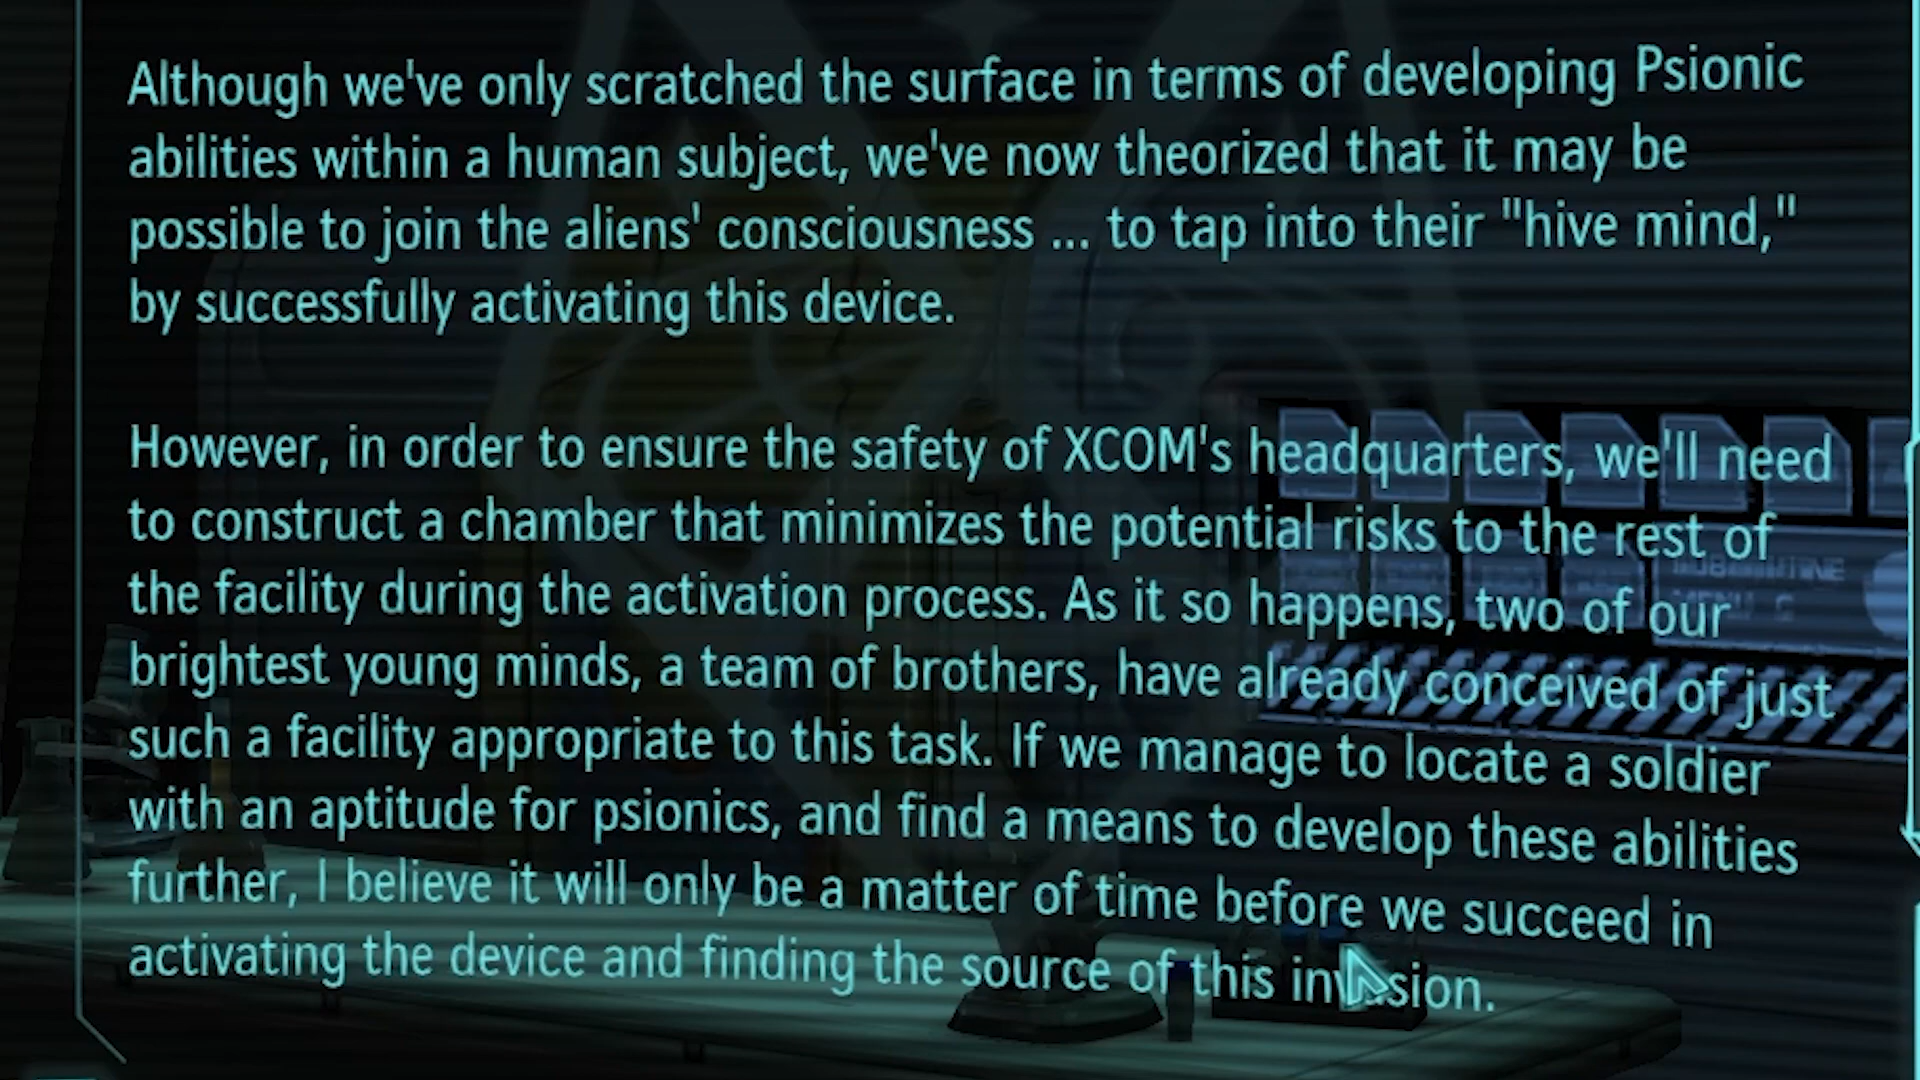 Although we've only scratched the surface in terms of developing Psionic
abilities within a human subject, we've now theorized that it may be
possible to join the aliens' consciousness ... to tap into their "hive mind,"
by successfully activating this device.
However, in order to ensure the safety of XCOM's headquarters, we'll need
to construct a chamber that minimizes the potential risks to the rest of
the facility during the activation process. As it so happens, two of our
brightest young minds, a team of brothers, have already conceived of just
such a facility appropriate to this task. If we manage to locate a soldier
with an aptitude for psionics, and find a means to develop these abilities
further, I believe it will only be a matter of time before we succeed in
activating the device and finding the source of this invasion.